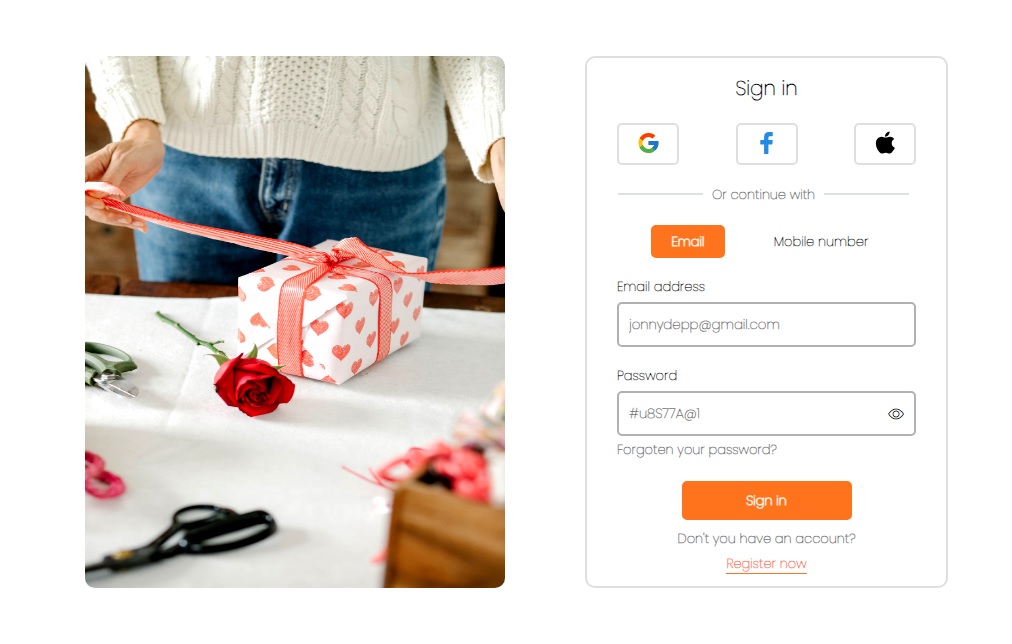 Sign in
Or continue with
Email Mobile number
Email address
jonnydepp@gmail.com
Password
#u8S77A@1
Forgoten your password?
Sign in
Don't you have an account?
Register now